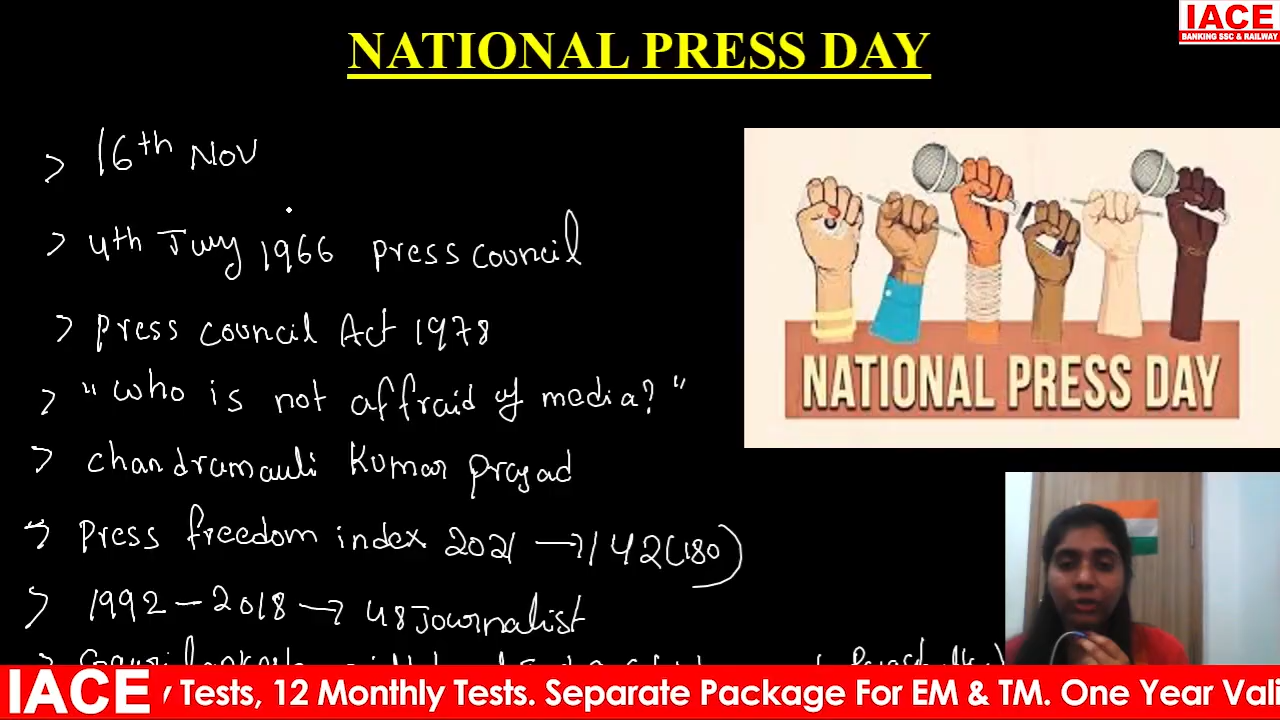 IACE
BANKING SSC & RAILWAY
NATIONAL PRESS DAY
> 16th Nov
> 4th July 1966 press council
> press council Act 1978
> "who is not affraid of media?"
> chandramauli Kumar prasad
> press freedom index 2021 → 142(180)
> 1992 - 2018 → 48 Journalist
NATIONAL PRESS DAY
IACE
y Tests, 12 Monthly Tests. Separate Package For EM & TM. One Year Vali